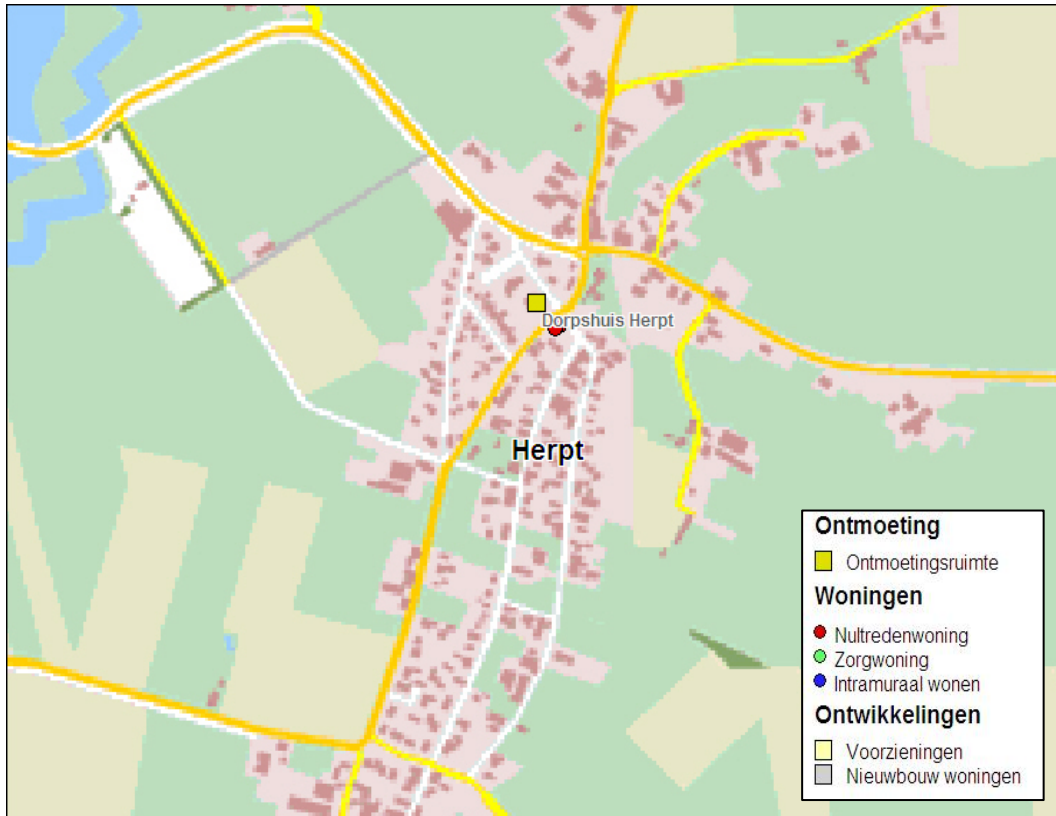 Dorpshuis Herpt
Herpt
Ontmoeting
Ontmoetingsruimte
Woningen
Nultredenwoning
Zorgwoning
Intramuraal wonen
Ontwikkelingen
Voorzieningen
Nieuwbouw woningen